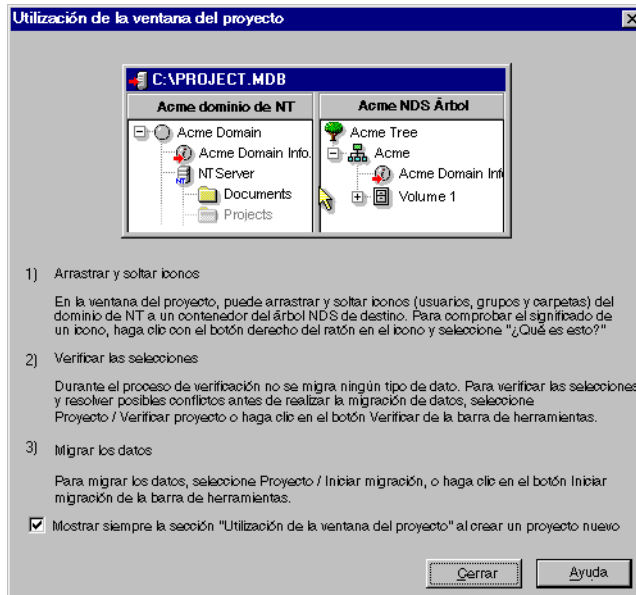 Utilización de la ventana del proyecto
C:\PROJECT.MDB
Acme dominio de NT
Acme NDS Árbol
Acme Domain
Acme Domain Info.
NTServer
NT
Documents
Projects
Acme Tree
Acme
Acme Domain Inf
Volume 1
1) Arrastrar y soltar iconos
En la ventana del proyecto, puede arrastrar y soltar iconos (usuarios, grupos y carpetas) del
dominio de NT a un contenedor del árbol NDS de destino. Para comprobar el significado de
un icono, haga clic con el botón derecho del ratón en el icono y seleccione "¿Qué es esto?"
2) Verificar las selecciones
Durante el proceso de verificación no se migra ningún tipo de dato. Para verificar las selecciones
y resolver posibles conflictos antes de realizar la migración de datos, seleccione
Proyecto / Verificar proyecto o haga clic en el botón Verificar de la barra de herramientas.
3) Migrar los datos
Para migrar los datos, seleccione Proyecto / Iniciar migración, o haga clic en el botón Iniciar
migración de la barra de herramientas.
Mostrar siempre la sección "Utilización de la ventana del proyecto" al crear un proyecto nuevo
Cerrar
Ayuda